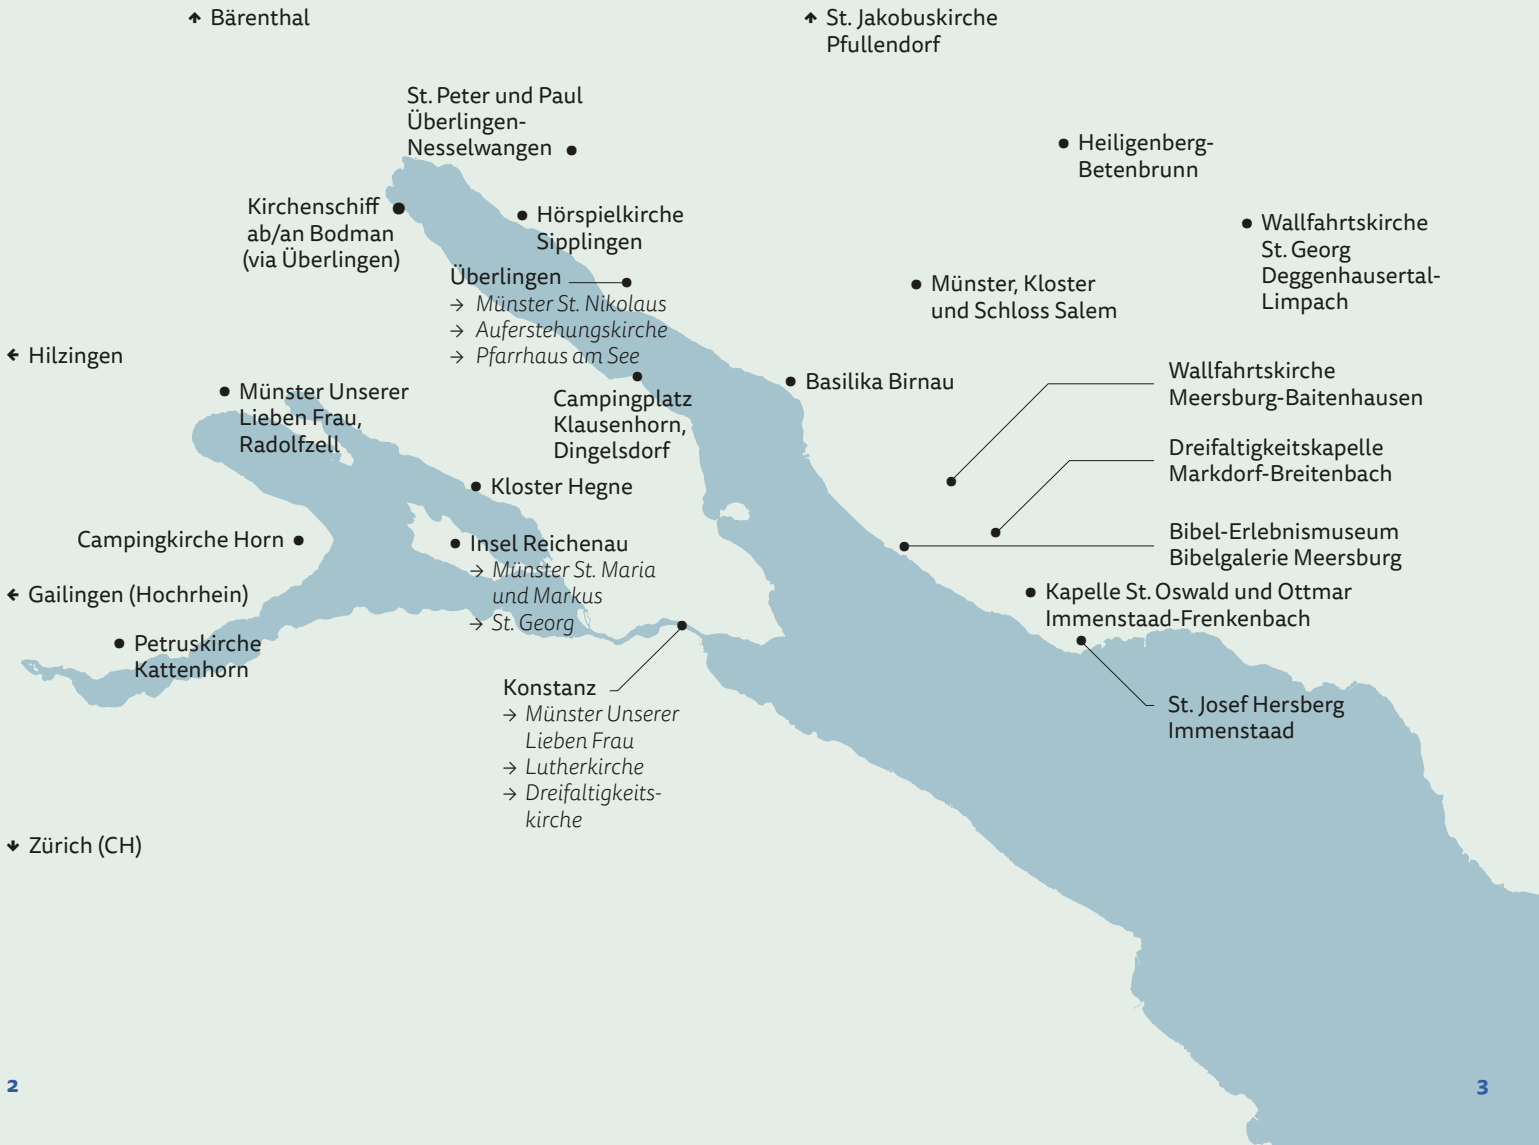 ↑ Bärenthal
↑ St. Jakobuskirche
Pfullendorf
St. Peter und Paul
Überlingen-
Nesselwangen
Heiligenberg-
Betenbrunn
Kirchenschiff
ab/an Bodman
(via Überlingen)
Hörspielkirche
Sipplingen
Wallfahrtskirche
St. Georg
Deggenhausertal-
Limpach
Überlingen
→ Münster St. Nikolaus
→ Auferstehungskirche
→ Pfarrhaus am See
Münster, Kloster
und Schloss Salem
← Hilzingen
Münster Unserer
Lieben Frau,
Radolfzell
Campingplatz
Klausenhorn,
Dingelsdorf
Basilika Birnau
Wallfahrtskirche
Meersburg-Baitenhausen
Dreifaltigkeitskapelle
Markdorf-Breitenbach
Kloster Hegne
Campingkirche Horn
Insel Reichenau
→ Münster St. Maria
und Markus
→ St. Georg
Bibel-Erlebnismuseum
Bibelgalerie Meersburg
← Gailingen (Hochrhein)
Kapelle St. Oswald und Ottmar
Immenstaad-Frenkenbach
Petruskirche
Kattenhorn
Konstanz
→ Münster Unserer
Lieben Frau
→ Lutherkirche
→ Dreifaltigkeits-
kirche
St. Josef Hersberg
Immenstaad
↓ Zürich (CH)
2
3